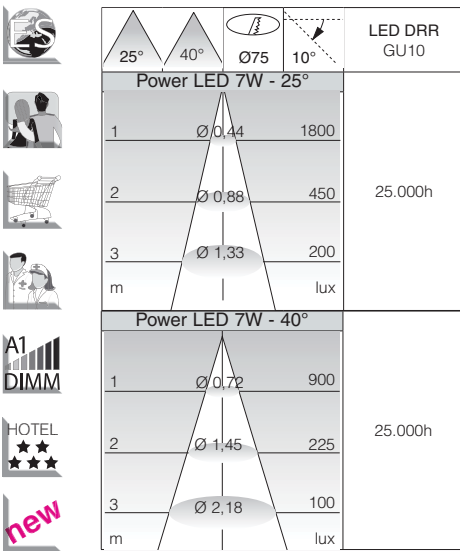 ES
25°
40°
Ø75
10°
LED DRR
GU10
Power LED 7W - 25°
1 Ø 0,44 1800
2 Ø 0,88 450
3 Ø 1,33 200
m lux
25.000h
Power LED 7W - 40°
1 Ø 0,72 900
2 Ø 1,45 225
3 Ø 2,18 100
m lux
25.000h
A1
DIMM
HOTEL
new